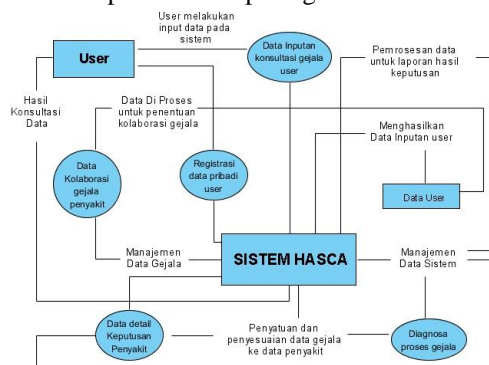 User melakukan
input data pada
sistem
User
Data Inputan
konsultasi gejala
user
Pemrosesan data
untuk laporan hasil
keputusan
Hasil
Konsultasi
Data
Data Di Proses
untuk penentuan
kolaborasi gejala
Menghasilkan
Data Inputan user
Data
Kolaborasi
gejala
penyakit
Registrasi
data pribadi
user
Data User
Manajemen
Data Gejala
SISTEM HASCA
Manajemen
Data Sistem
Data detail
Keputusan
Penyakit
Penyatuan dan
penyesuaian data gejala
ke data penyakit
Diagnosa
proses gejala